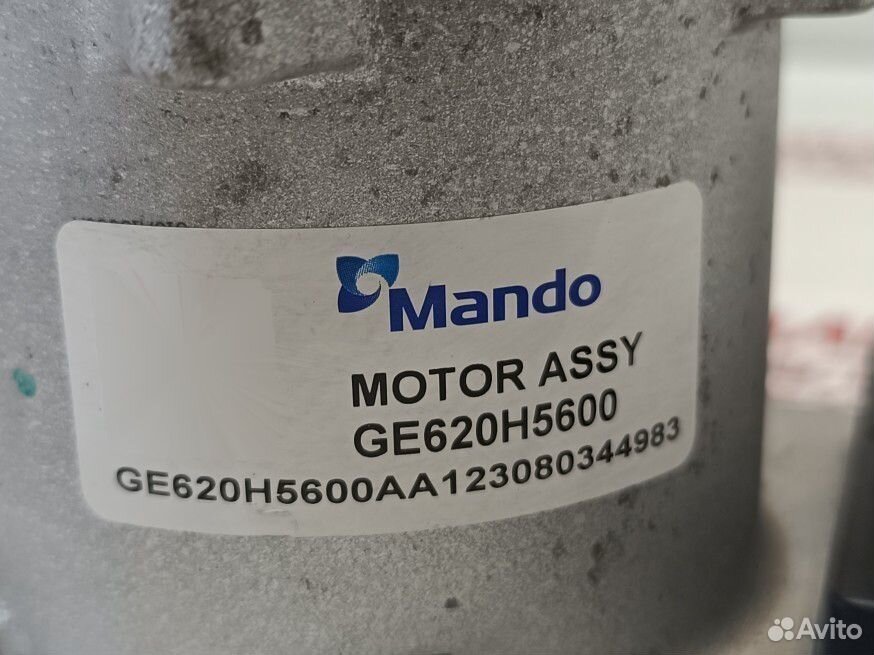 Mando
MOTOR ASSY
GE620H5600
GE620H5600AA123080344983
Avito